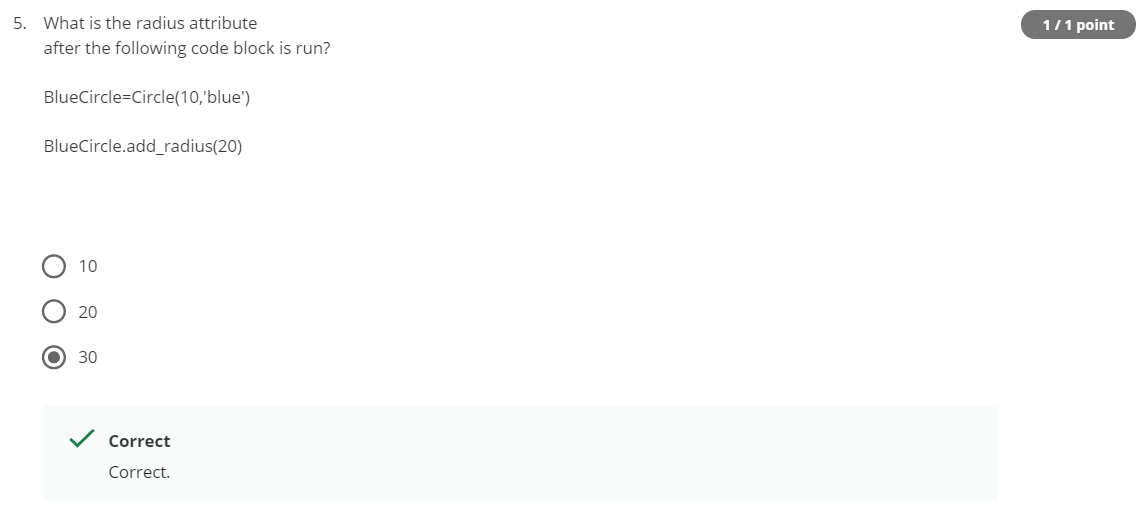 5. What is the radius attribute
1 / 1 point
after the following code block is run?
BlueCircle=Circle(10,'blue')
BlueCircle.add_radius(20)
10
20
30
Correct
Correct.